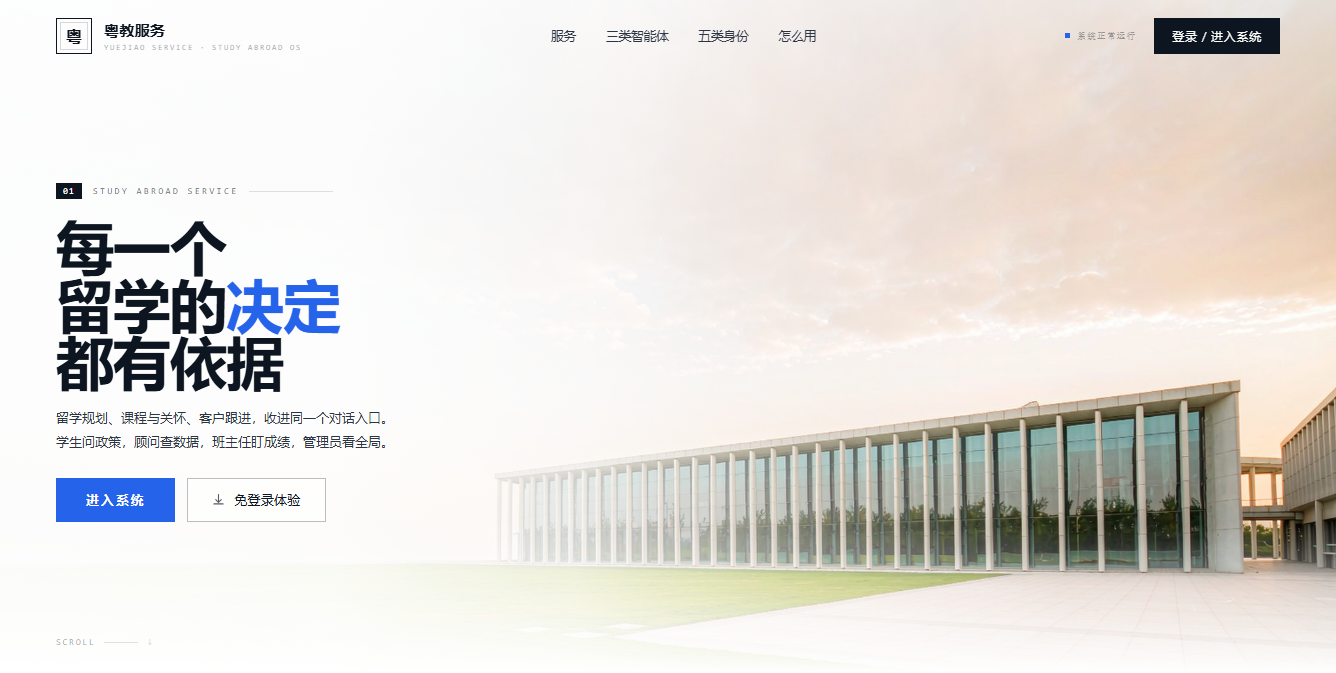 粤
粤教服务
YUEJIAO SERVICE · STUDY ABROAD OS
服务
三类智能体
五类身份
怎么用
系统正常运行
登录 / 进入系统
01 STUDY ABROAD SERVICE
每一个
留学的决定
都有依据
留学规划、课程与关怀、客户跟进，收进同一个对话入口。
学生问政策，顾问查数据，班主任盯成绩，管理员看全局。
进入系统
免登录体验
SCROLL ↓